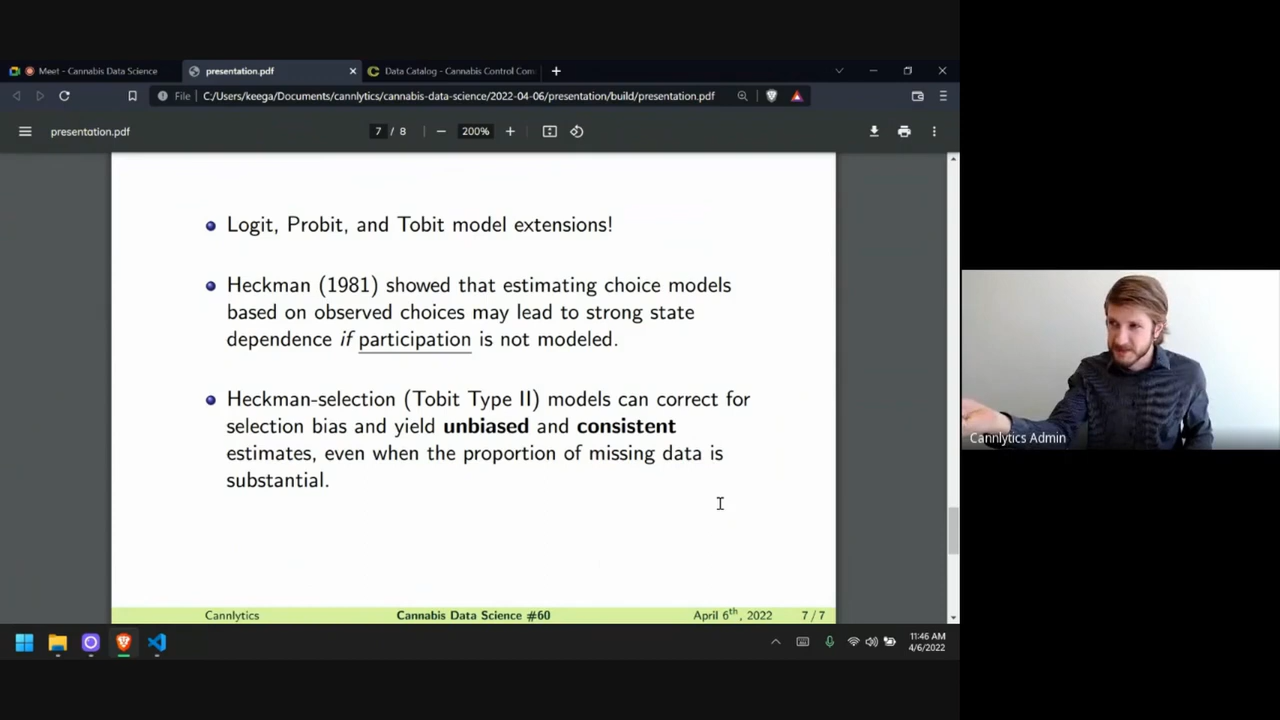 Meet - Cannabis Data Science
presentation.pdf
Data Catalog - Cannabis Control Com
File C:/Users/keega/Documents/cannlytics/cannabis-data-science/2022-04-06/presentation/build/presentation.pdf
presentation.pdf
7 / 8
200%
Logit, Probit, and Tobit model extensions!
Heckman (1981) showed that estimating choice models
based on observed choices may lead to strong state
dependence if participation is not modeled.
Heckman-selection (Tobit Type II) models can correct for
selection bias and yield unbiased and consistent
estimates, even when the proportion of missing data is
substantial.
Cannlytics Admin
Cannlytics Cannabis Data Science #60 April 6th, 2022 7 / 7
11:46 AM
4/6/2022